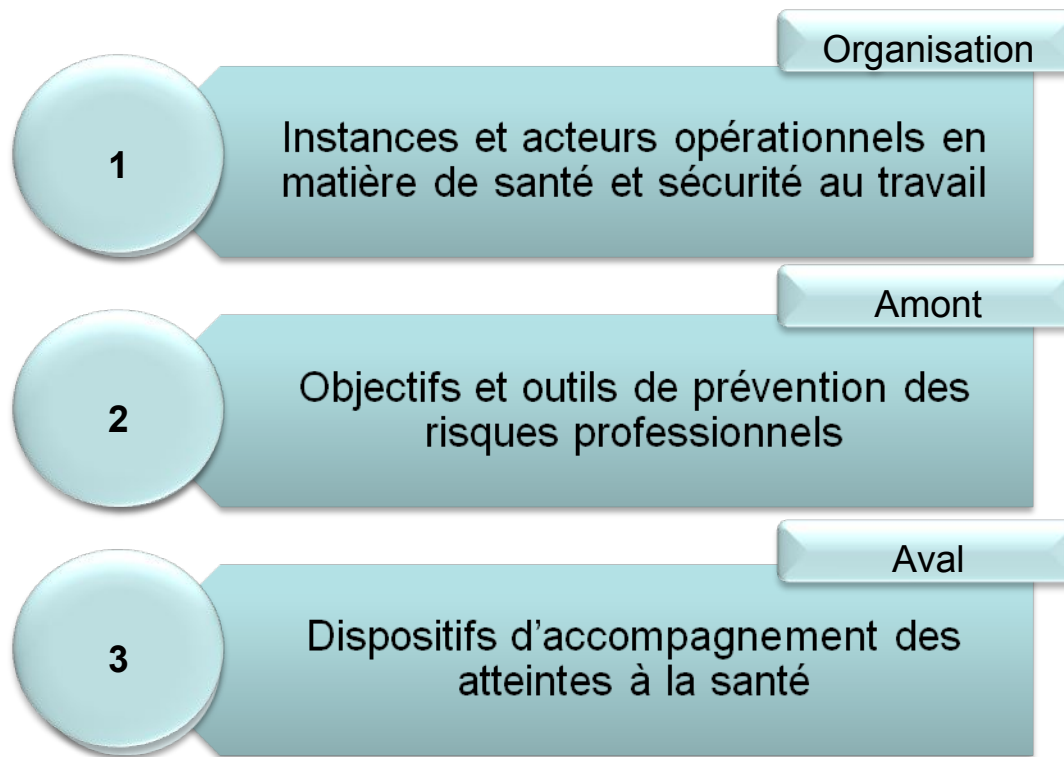 Organisation
1
Instances et acteurs opérationnels en
matière de santé et sécurité au travail
Amont
2
Objectifs et outils de prévention des
risques professionnels
Aval
3
Dispositifs d'accompagnement des
atteintes à la santé